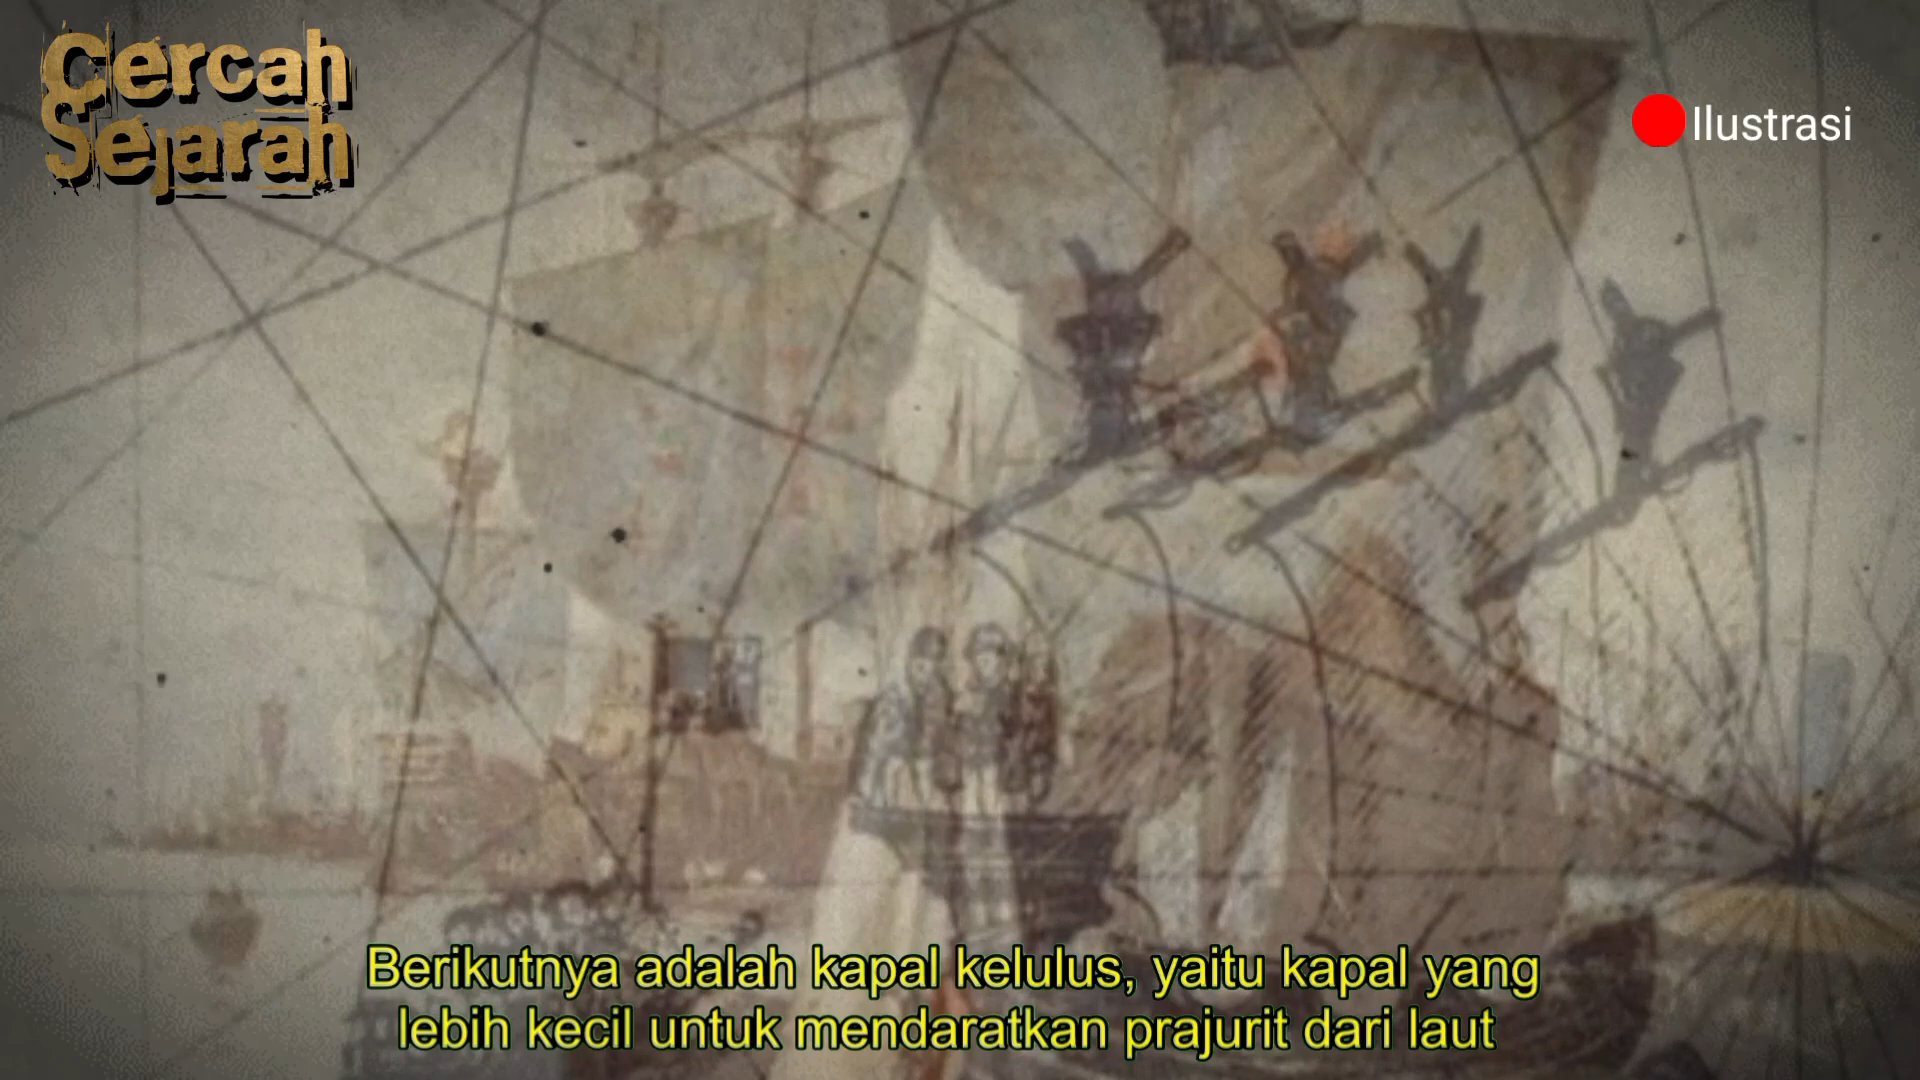 Cercah
Sejarah
Ilustrasi
Berikutnya adalah kapal kelulus, yaitu kapal yang
lebih kecil untuk mendaratkan prajurit dari laut